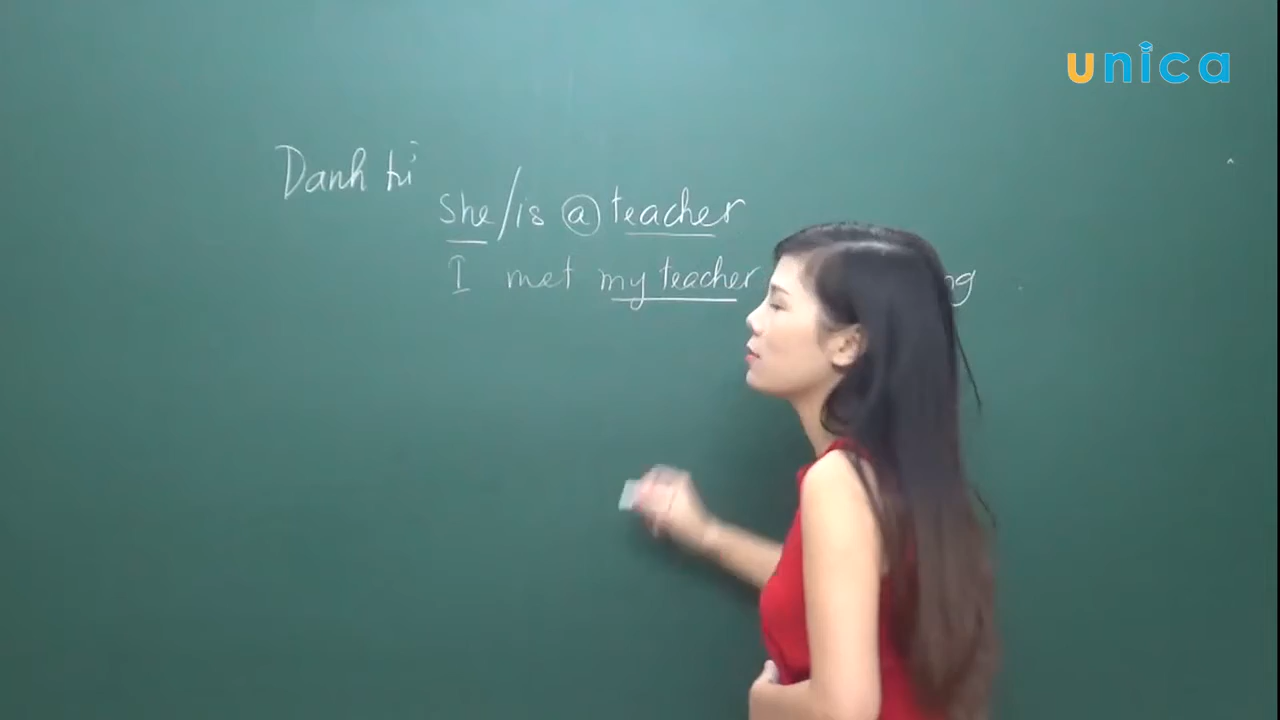 unica
Danh từ
She/is a teacher
I met my teacher